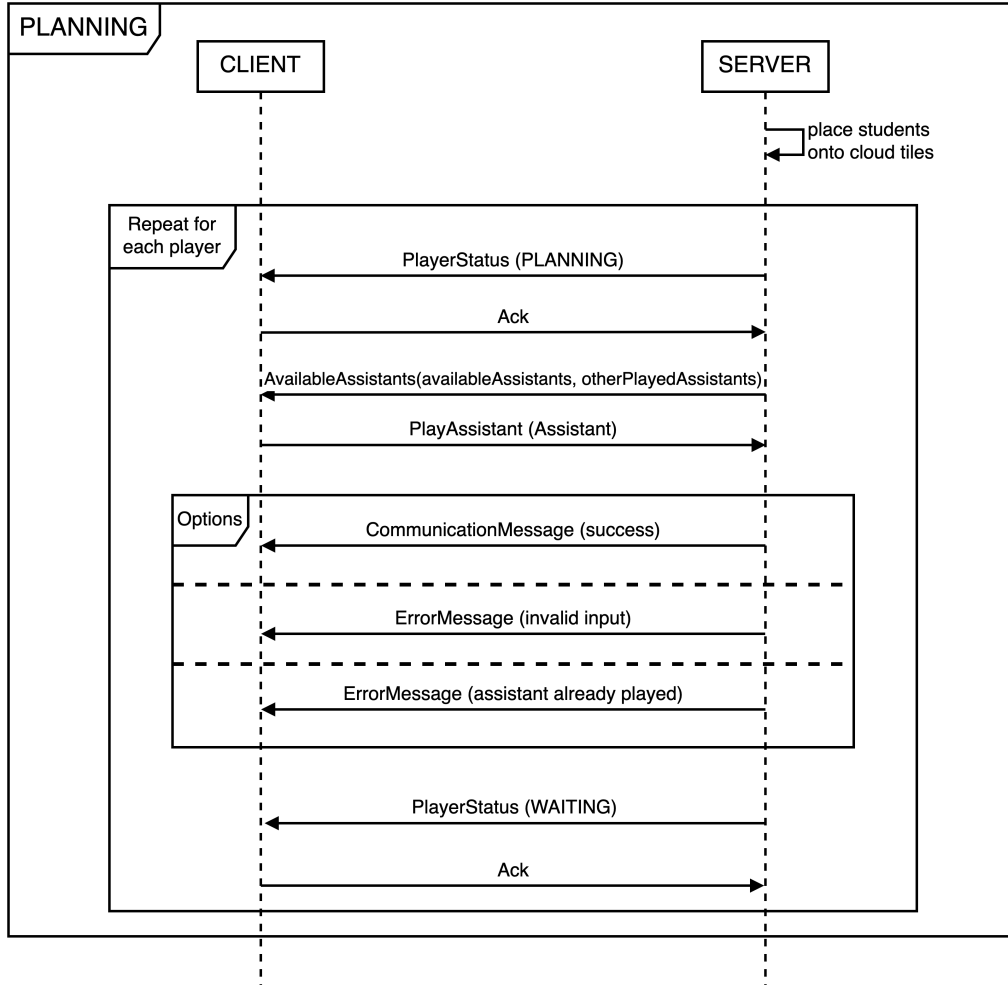 PLANNING
CLIENT
SERVER
place students
onto cloud tiles
Repeat for
each player
PlayerStatus (PLANNING)
Ack
AvailableAssistants(availableAssistants, otherPlayedAssistants)
PlayAssistant (Assistant)
Options
CommunicationMessage (success)
ErrorMessage (invalid input)
ErrorMessage (assistant already played)
PlayerStatus (WAITING)
Ack